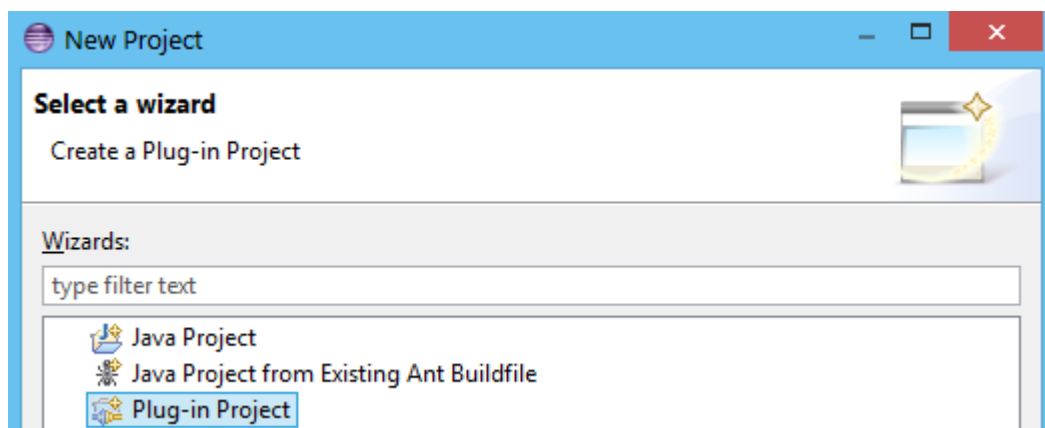 New Project
Select a wizard
Create a Plug-in Project
Wizards:
type filter text
Java Project
Java Project from Existing Ant Buildfile
Plug-in Project